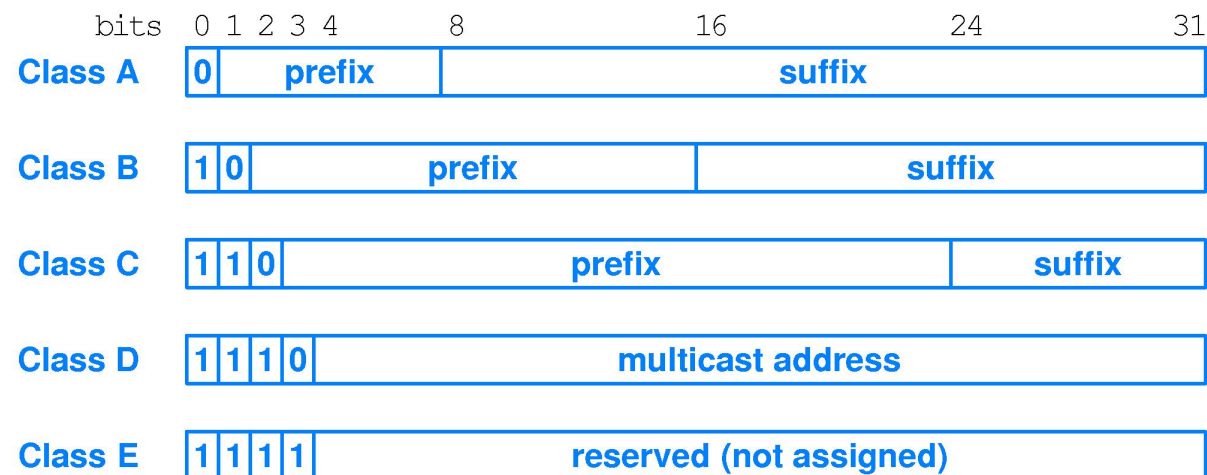 bits 0 1 2 3 4 8 16 24 31
Class A 0 prefix suffix
Class B 1 0 prefix suffix
Class C 1 1 0 prefix suffix
Class D 1 1 1 0 multicast address
Class E 1 1 1 1 reserved (not assigned)